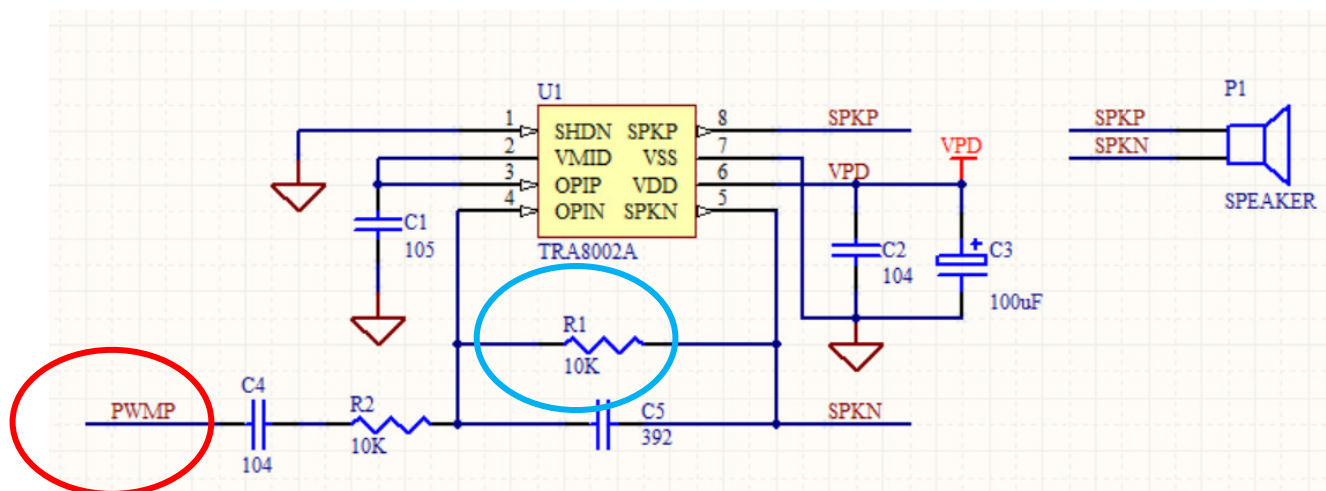 U1
P1
1 SHDN SPKP 8 SPKP
SPKP
2 VMID VSS 7
SPKN
VPD
3 OPIP VDD 6 VPD
4 OPIN SPKN 5
SPEAKER
C1
105
TRA8002A
C2
104
+
C3
100uF
R1
10K
PWMP
C4
104
R2
10K
C5
392
SPKN